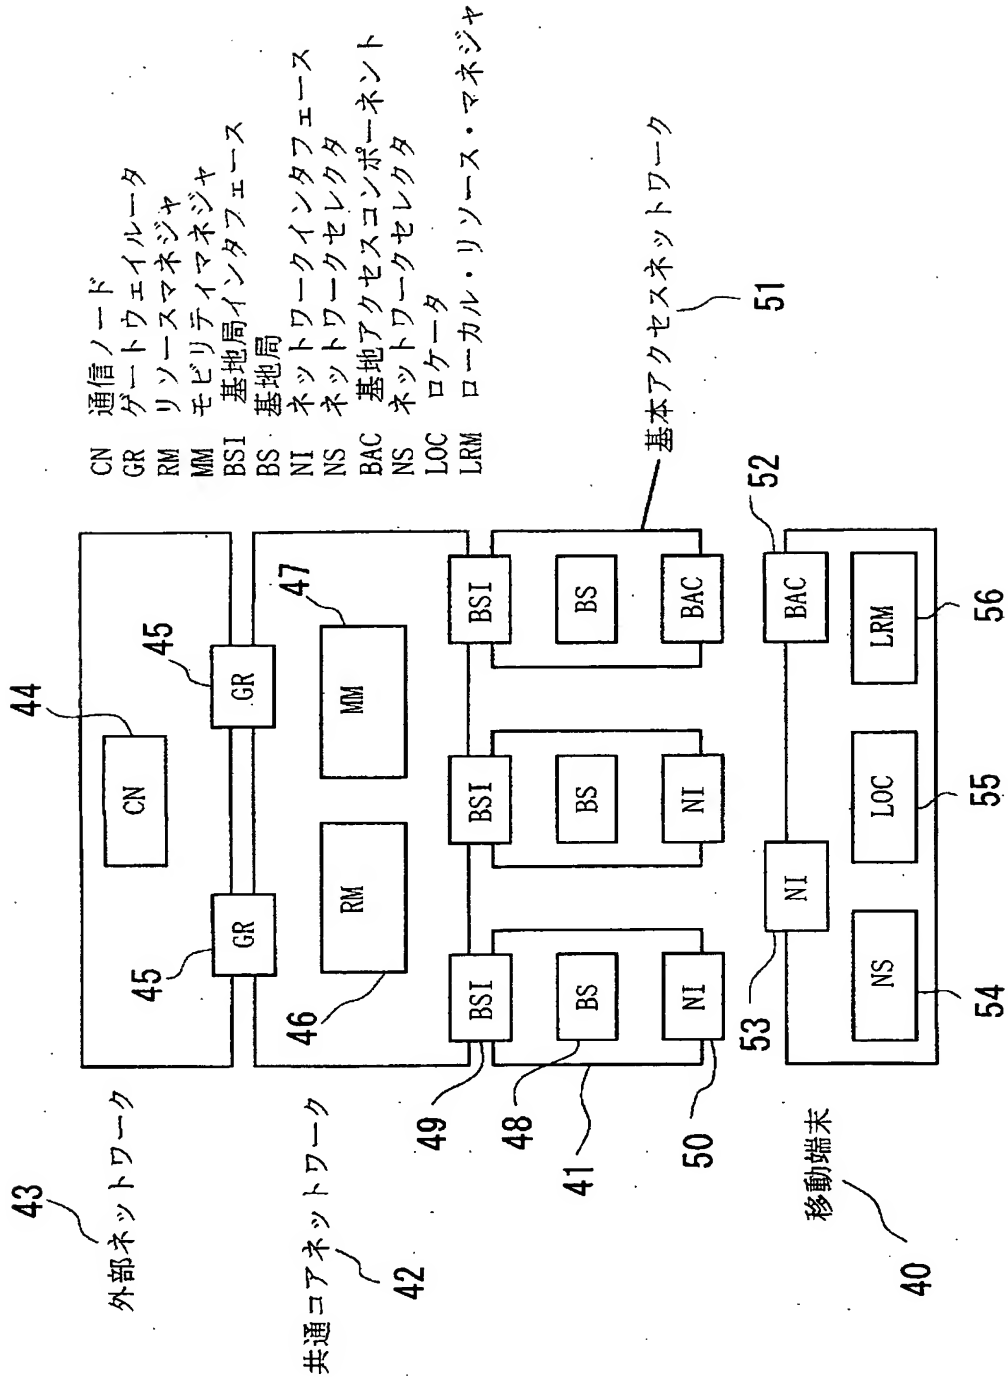 43
外部ネットワーク
44
CN
45
GR
45
GR
共通コアネットワーク
42
46
RM
47
MM
49
BSI
BSI
BSI
48
BS
BS
BS
41
50
NI
NI
BAC
基本アクセスネットワーク
51
移動端末
40
53
NI
52
BAC
NS
LOC
LRM
54
55
56
CN 通信ノード
GR ゲートウェイルータ
RM リソースマネジャ
MM モビリティマネジャ
BSI 基地局インタフェース
BS 基地局
NI ネットワークインタフェース
NS ネットワークセレクタ
BAC 基地アクセスコンポーネント
NS ネットワークセレクタ
LOC ロケータ
LRM ローカル・リソース・マネジャ